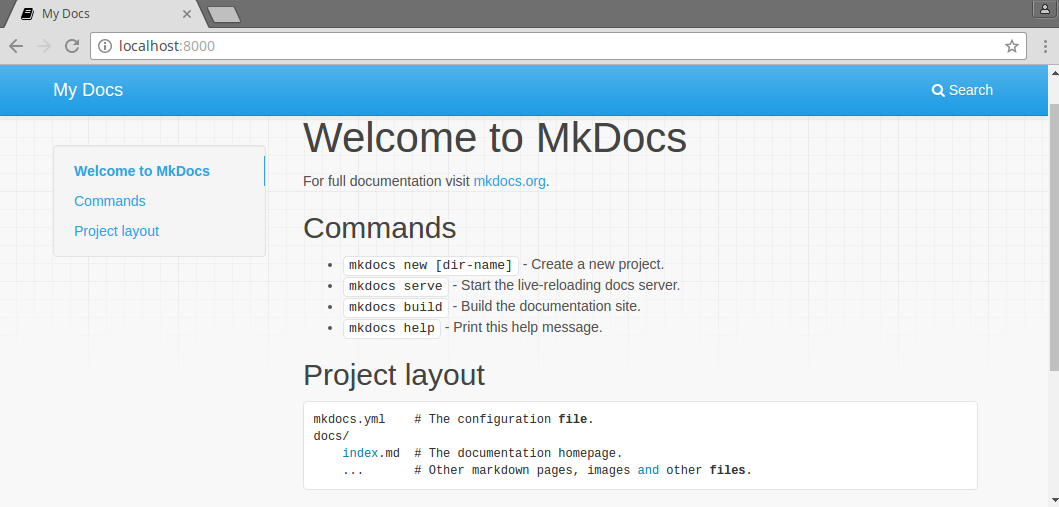 My Docs
localhost:8000
My Docs
Search
Welcome to MkDocs
Commands
Project layout
Welcome to MkDocs
For full documentation visit mkdocs.org.
Commands
mkdocs new [dir-name] - Create a new project.
mkdocs serve - Start the live-reloading docs server.
mkdocs build - Build the documentation site.
mkdocs help - Print this help message.
Project layout
mkdocs.yml    # The configuration file.
docs/
    index.md  # The documentation homepage.
    ...       # Other markdown pages, images and other files.